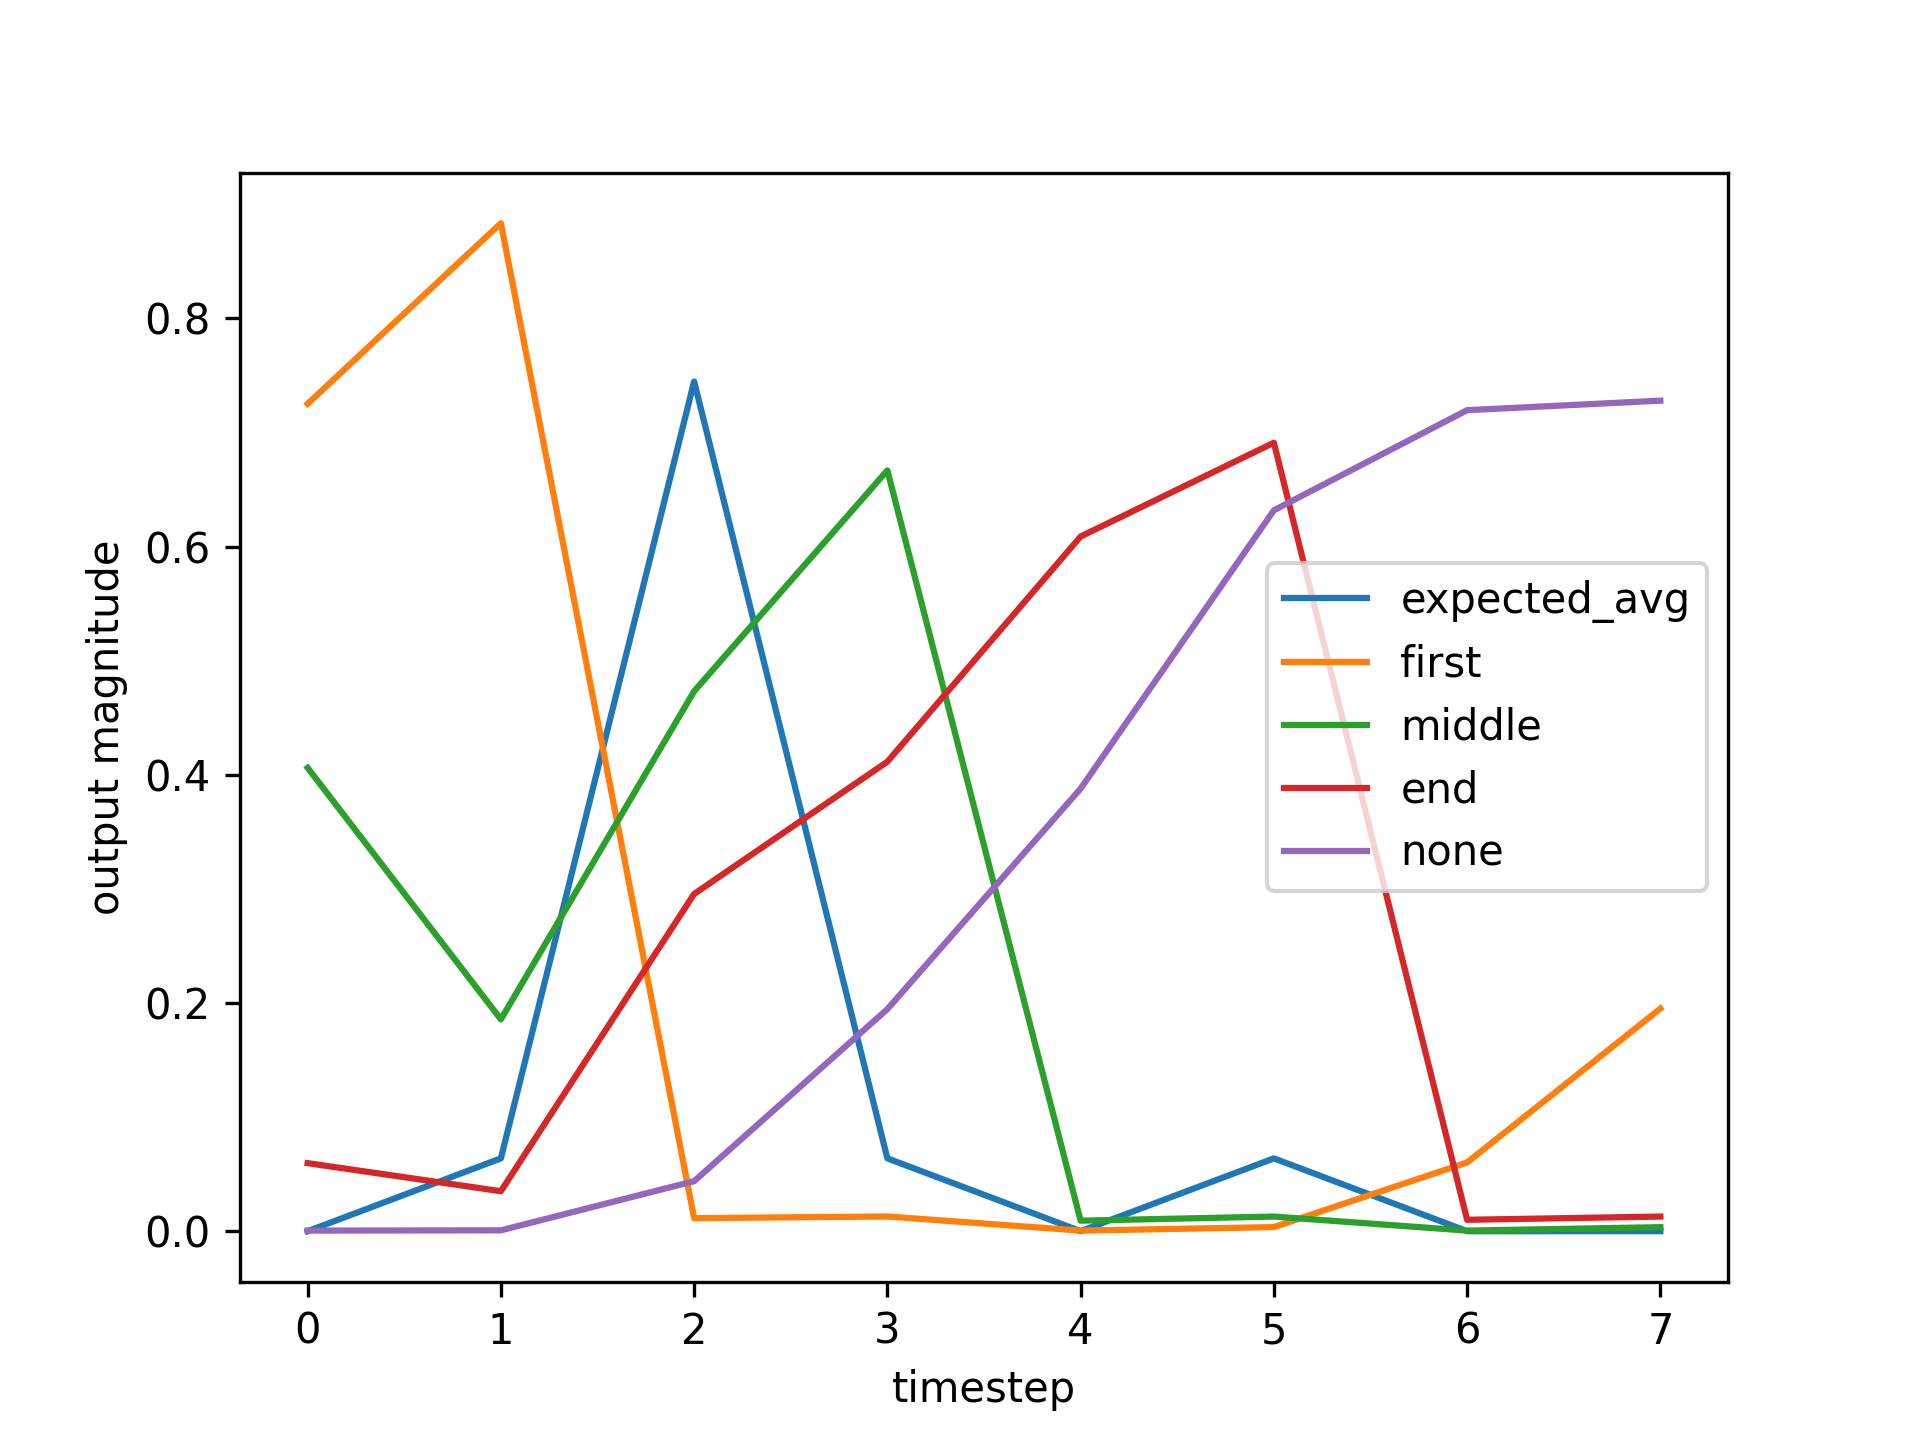 output magnitude
0.8
0.6
0.4
0.2
0.0
expected_avg
first
middle
end
none
0 1 2 3 4 5 6 7
timestep